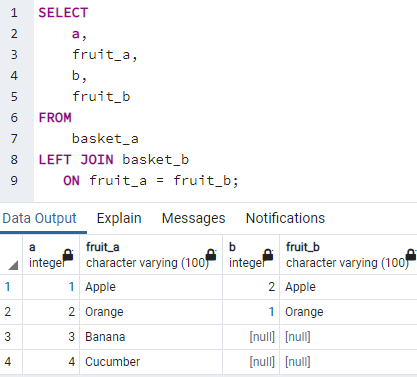 1 SELECT
2 a,
3 fruit_a,
4 b,
5 fruit_b
6 FROM
7 basket_a
8 LEFT JOIN basket_b
9 ON fruit_a = fruit_b;
Data Output Explain Messages Notifications
a fruit_a b fruit_b
integer character varying (100) integer character varying (100)
1 1 Apple 2 Apple
2 2 Orange 1 Orange
3 3 Banana [null] [null]
4 4 Cucumber [null] [null]